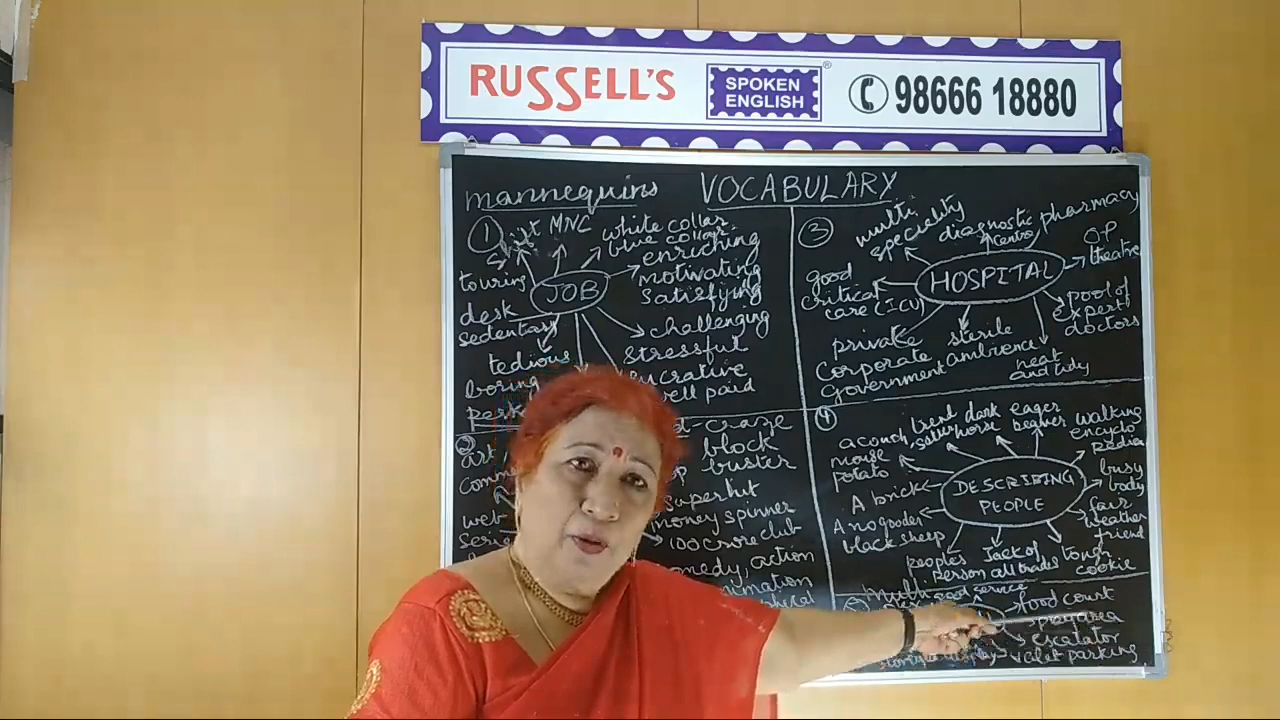 RUSSELL'S
SPOKEN
ENGLISH
®
98666 18880
mannequins VOCABULARY
1
MNC
white collar
blue collar
enriching
motivating
satisfying
touring
JOB
desk
sedentary
challenging
tedious
stressful
boring
lucrative
well paid
3
multi
speciality
diagnostic
centre
pharmacy
O.P
theatre
good
critical
care (ICU)
HOSPITAL
pool of
expert
doctors
private
corporate
government
sterile
ambience
neat
and tidy
2
art
block
buster
superhit
money spinner
web
100 crore club
action
4
a couch
mouse
potato
trend
setter
dark
horse
eager
beaver
walking
encyclo
pedia
DESCRIBING
PEOPLE
busy
body
A brick
fair
weather
friend
A no gooder
black sheep
peoples
person
Jack of
all trades
tough
cookie
food court
escalator
valet parking